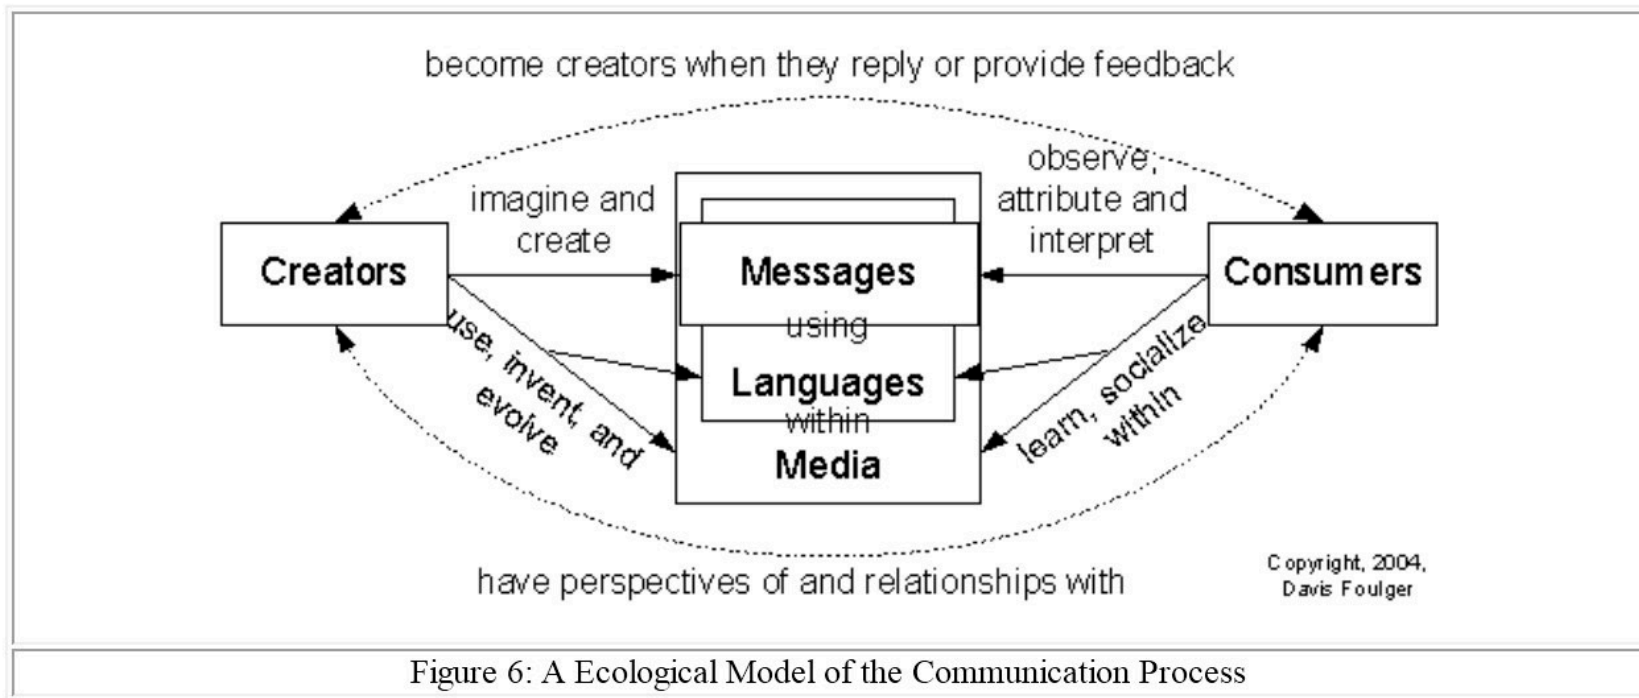 become creators when they reply or provide feedback
imagine and
create
observe,
attribute and
interpret
Creators
Messages
Consumers
using
use, invent, and
evolve
Languages
learn, socialize
within
within
Media
have perspectives of and relationships with
Copyright, 2004,
Davis Foulger
Figure 6: A Ecological Model of the Communication Process